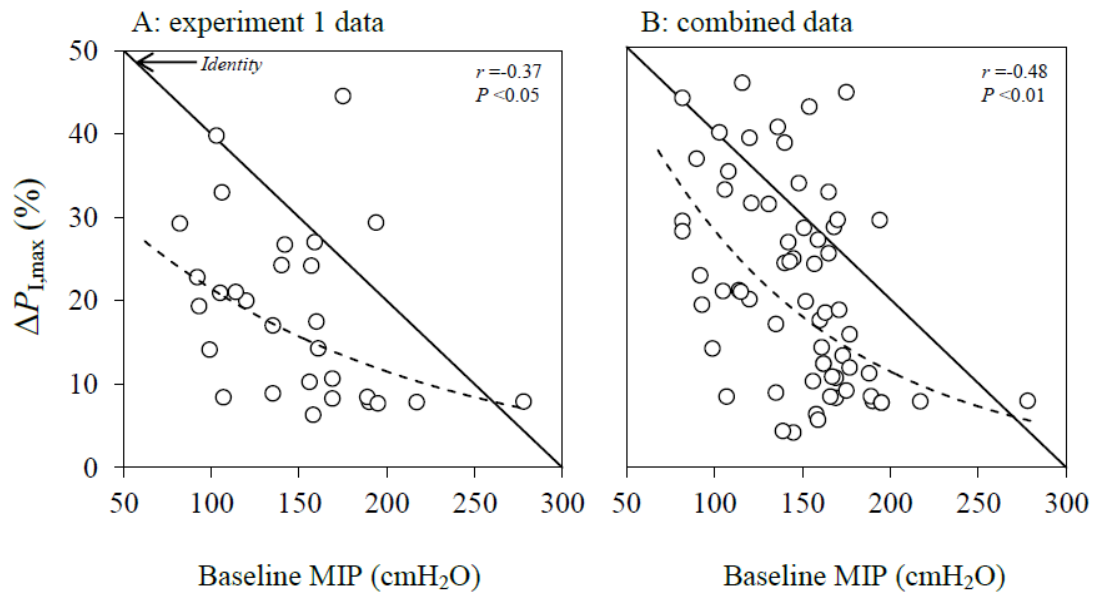 A: experiment 1 data
B: combined data
50
40
30
20
10
0
ΔP_I,max (%)
Identity
r =-0.37
P <0.05
r =-0.48
P <0.01
50 100 150 200 250 300
50 100 150 200 250 300
Baseline MIP (cmH₂O)
Baseline MIP (cmH₂O)